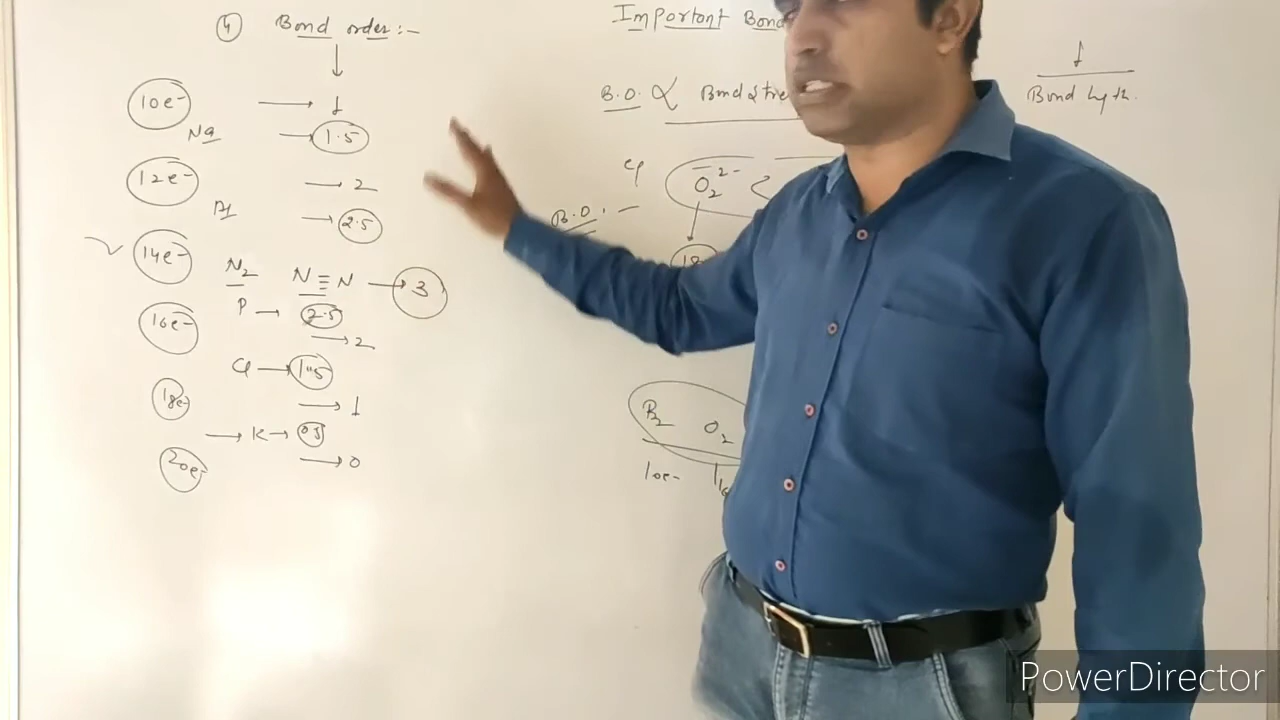 ④ Bond order :-
↓
10e- → 1
Na → 1.5
12e- → 2
→ 2.5
14e- N2 N≡N → 3
P → 2.5
16e- → 2
Cl → 1.5
18e- → 1
→ K → 0.5
20e- → 0
Important Bond
B.O. ∝ Bond stre
1
Bond
O2 2- <
B.O. :-
18
B2 O2
10e-
PowerDirector